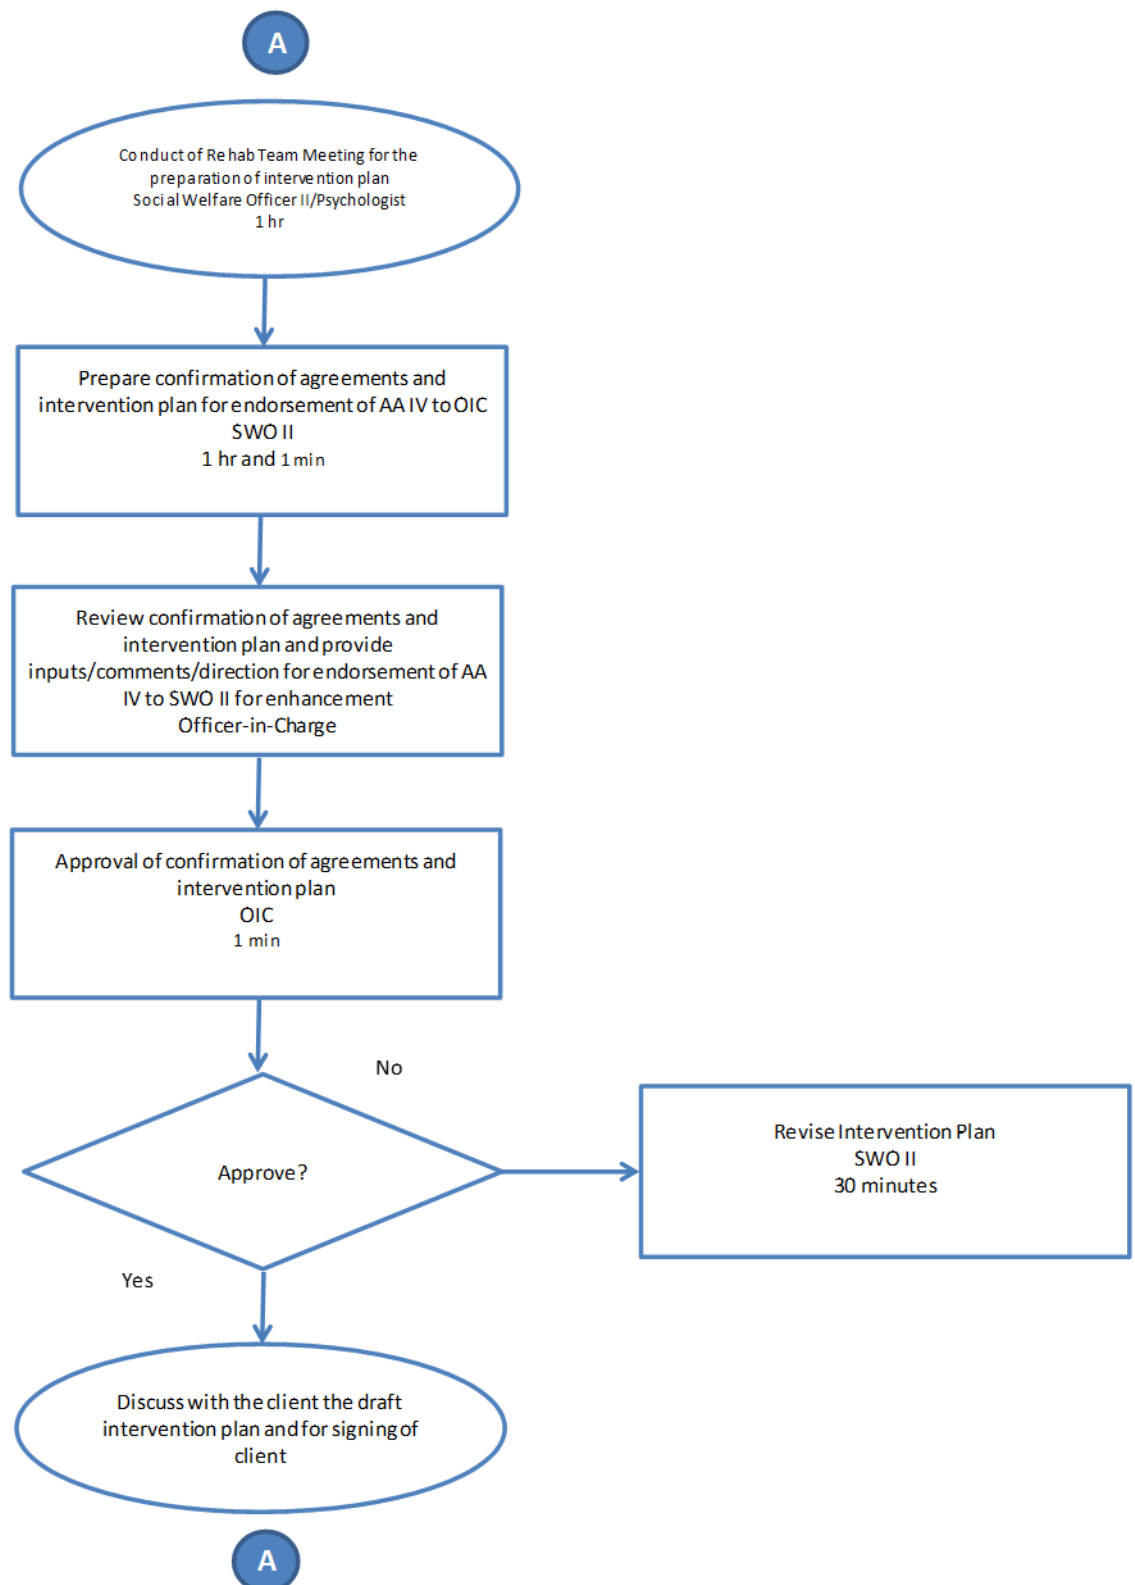 A
Conduct of Rehab Team Meeting for the
preparation of intervention plan
Social Welfare Officer II/Psychologist
1 hr
Prepare confirmation of agreements and
intervention plan for endorsement of AA IV to OIC
SWO II
1 hr and 1 min
Review confirmation of agreements and
intervention plan and provide
inputs/comments/direction for endorsement of AA
IV to SWO II for enhancement
Officer-in-Charge
Approval of confirmation of agreements and
intervention plan
OIC
1 min
No
Approve?
Revise Intervention Plan
SWO II
30 minutes
Yes
Discuss with the client the draft
intervention plan and for signing of
client
A